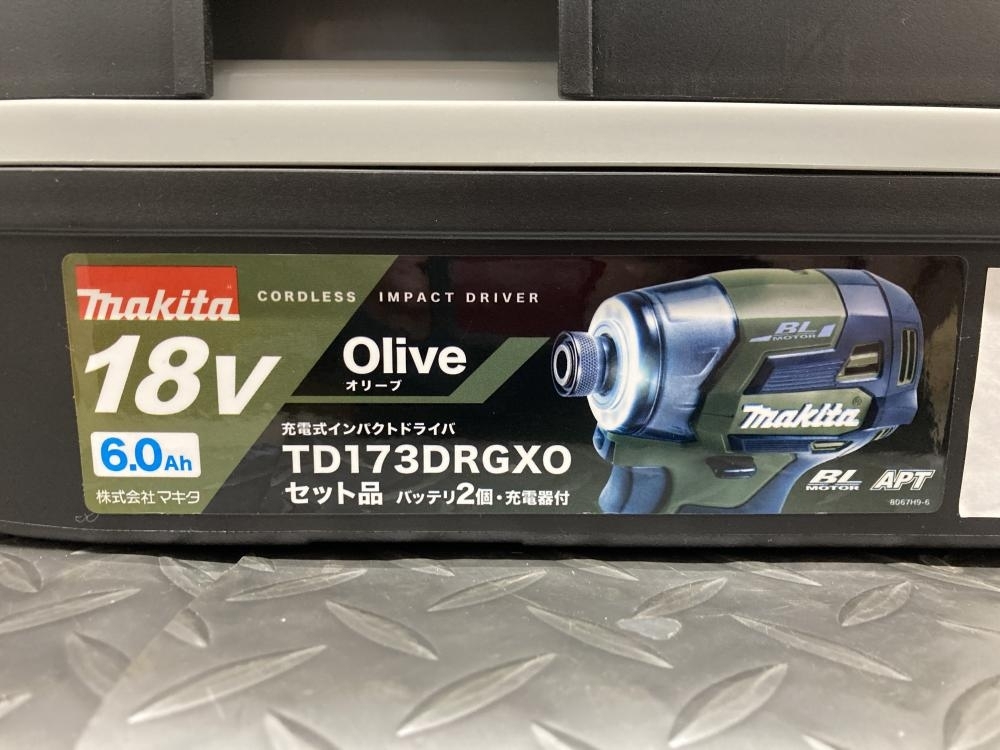 makita
CORDLESS IMPACT DRIVER
18V
Olive
オリーブ
6.0Ah
株式会社マキタ
充電式インパクトドライバ
TD173DRGXO
セット品 バッテリ2個・充電器付
BL
MOTOR
makita
BL
MOTOR
APT
8067H9-6